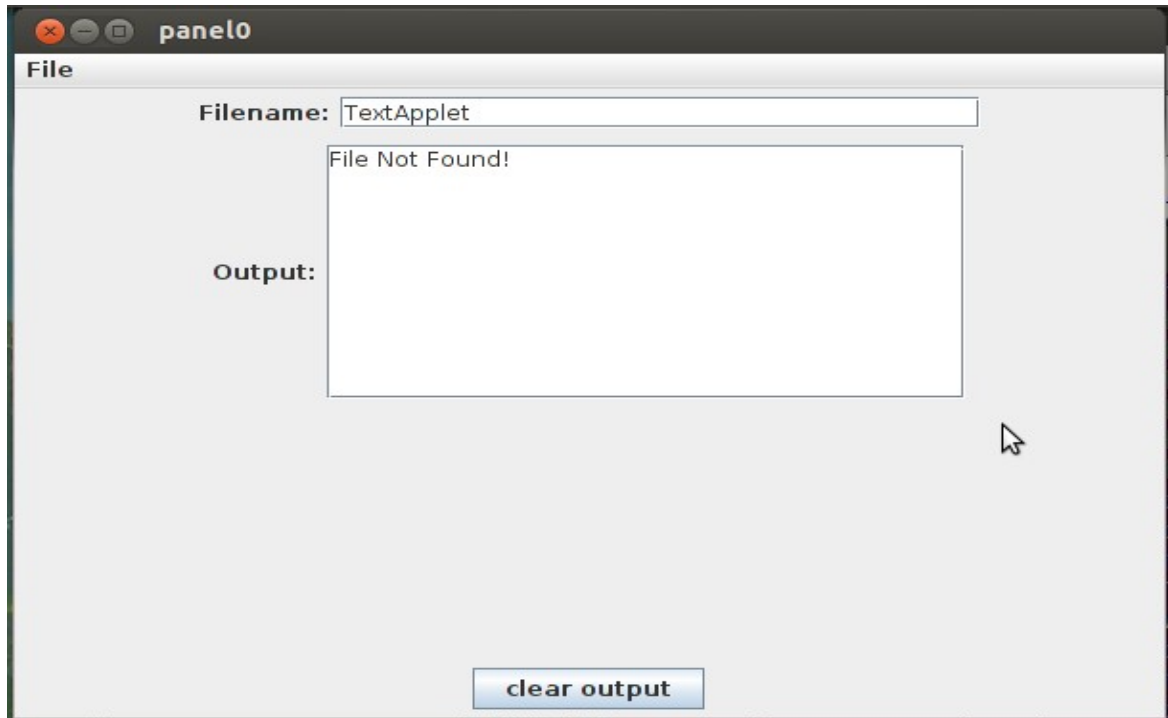 panel0
File
Filename: TextApplet
File Not Found!
Output:
clear output